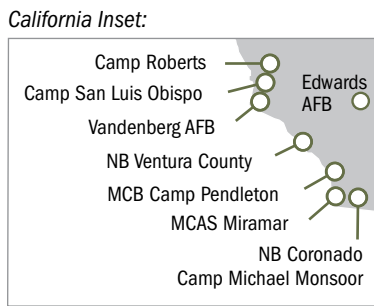 California Inset:
Camp Roberts
Camp San Luis Obispo
Edwards
AFB
Vandenberg AFB
NB Ventura County
MCB Camp Pendleton
MCAS Miramar
NB Coronado
Camp Michael Monsoor